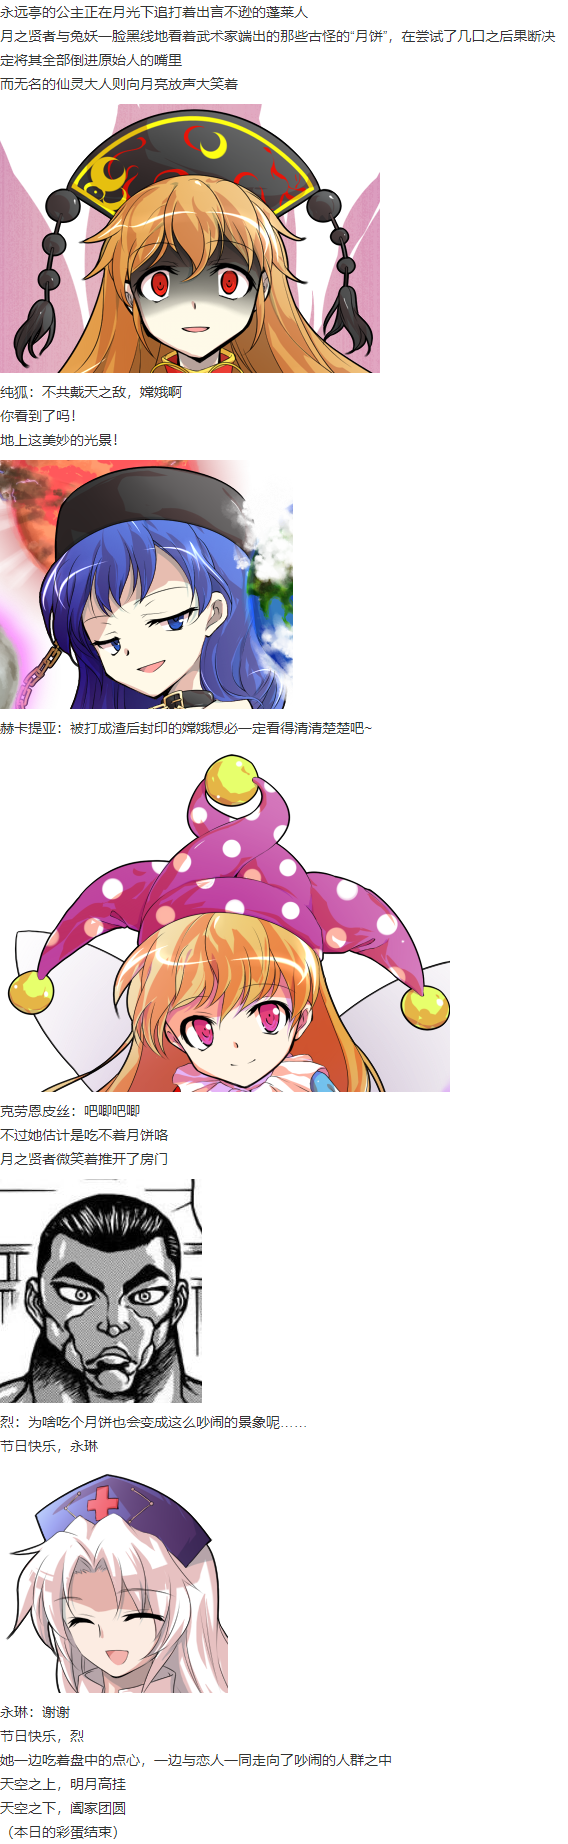 永远亭的公主正在月光下追打着出言不逊的蓬莱人
月之贤者与兔妖一脸黑线地看着武术家端出的那些古怪的“月饼”，在尝试了几口之后果断决
定将其全部倒进原始人的嘴里
而无名的仙灵大人则向月亮放声大笑着
纯狐：不共戴天之敌，嫦娥啊
你看到了吗！
地上这美妙的光景！
赫卡提亚：被打成渣后封印的嫦娥想必一定看得清清楚楚吧~
克劳恩皮丝：吧唧吧唧
不过她估计是吃不着月饼咯
月之贤者微笑着推开了房门
烈：为啥吃个月饼也会变成这么吵闹的景象呢……
节日快乐，永琳
永琳：谢谢
节日快乐，烈
她一边吃着盘中的点心，一边与恋人一同走向了吵闹的人群之中
天空之上，明月高挂
天空之下，阖家团圆
（本日的彩蛋结束）